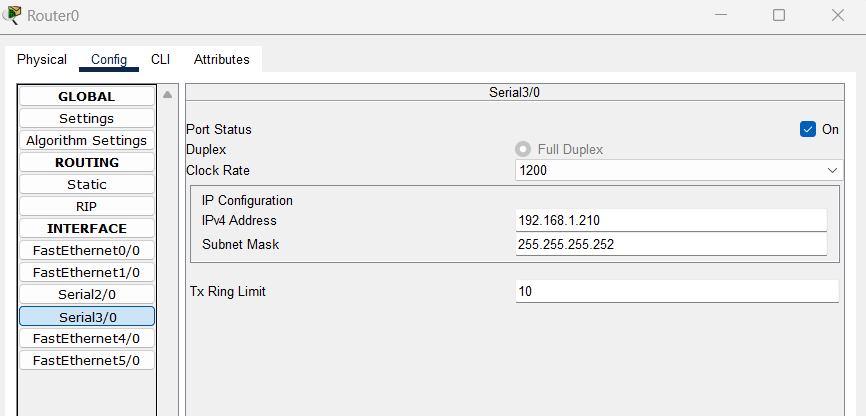 Router0
Physical Config CLI Attributes
GLOBAL
Settings
Algorithm Settings
ROUTING
Static
RIP
INTERFACE
FastEthernet0/0
FastEthernet1/0
Serial2/0
Serial3/0
FastEthernet4/0
FastEthernet5/0
Serial3/0
Port Status On
Duplex Full Duplex
Clock Rate 1200
IP Configuration
IPv4 Address 192.168.1.210
Subnet Mask 255.255.255.252
Tx Ring Limit 10